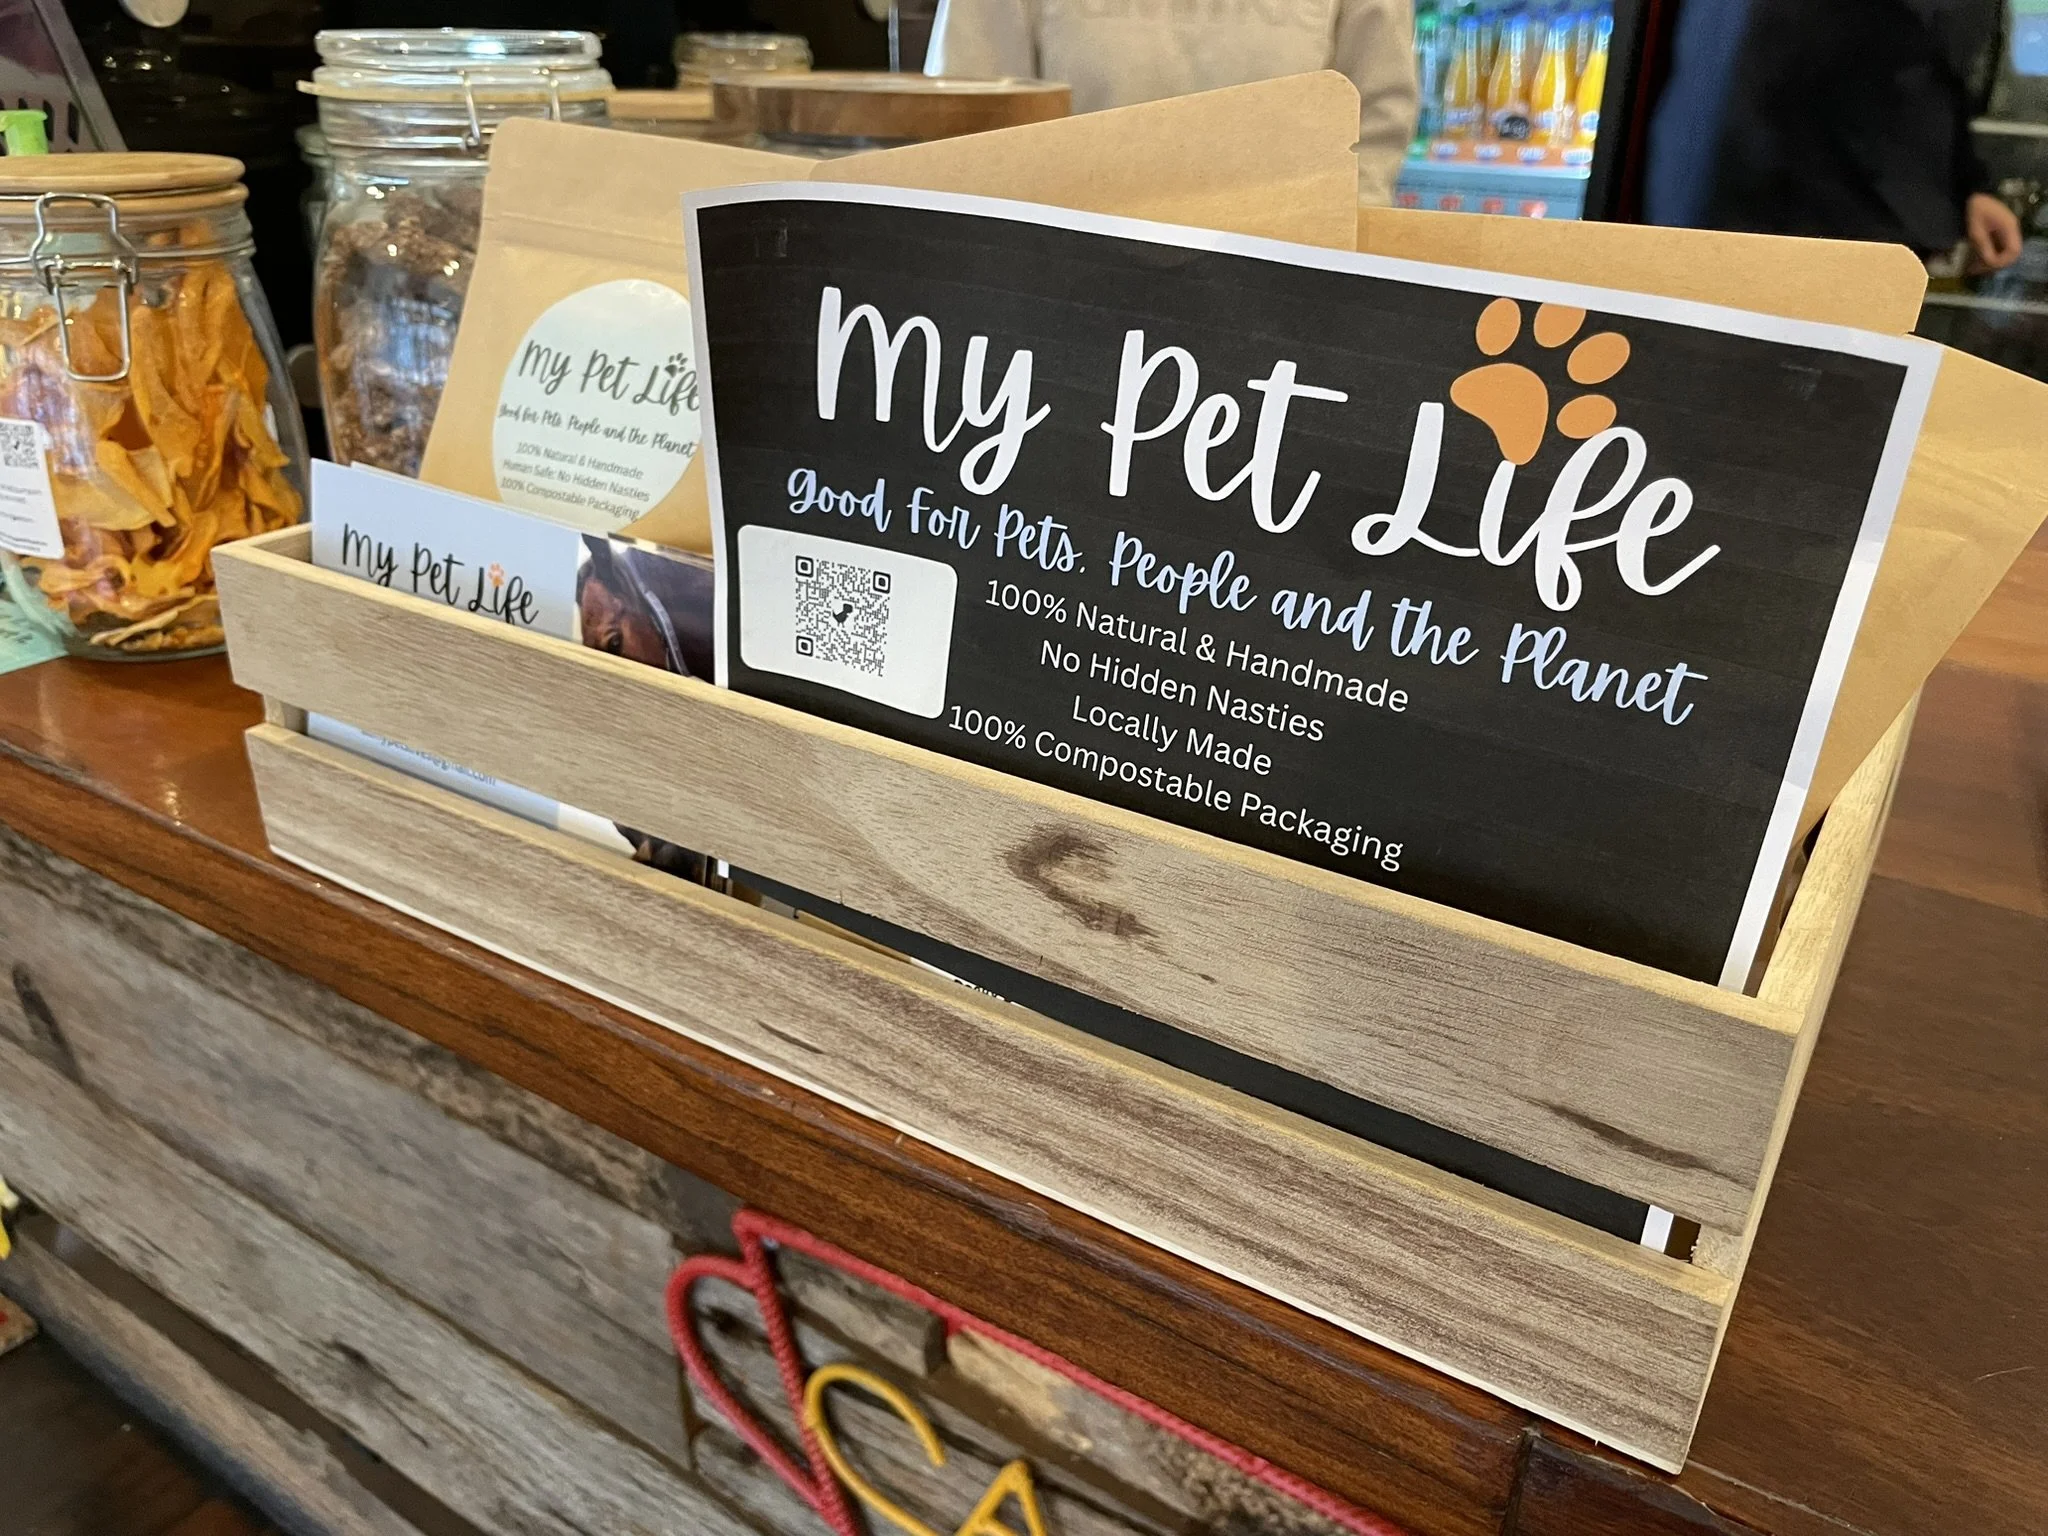 My Pet Life
Good for Pets, People and the Planet
100% Natural & Handmade
Human Safe: No Hidden Nasties
100% Compostable Packaging
My Pet Life
My Pet Life
Good For Pets, People and the Planet
100% Natural & Handmade
No Hidden Nasties
Locally Made
100% Compostable Packaging
CA